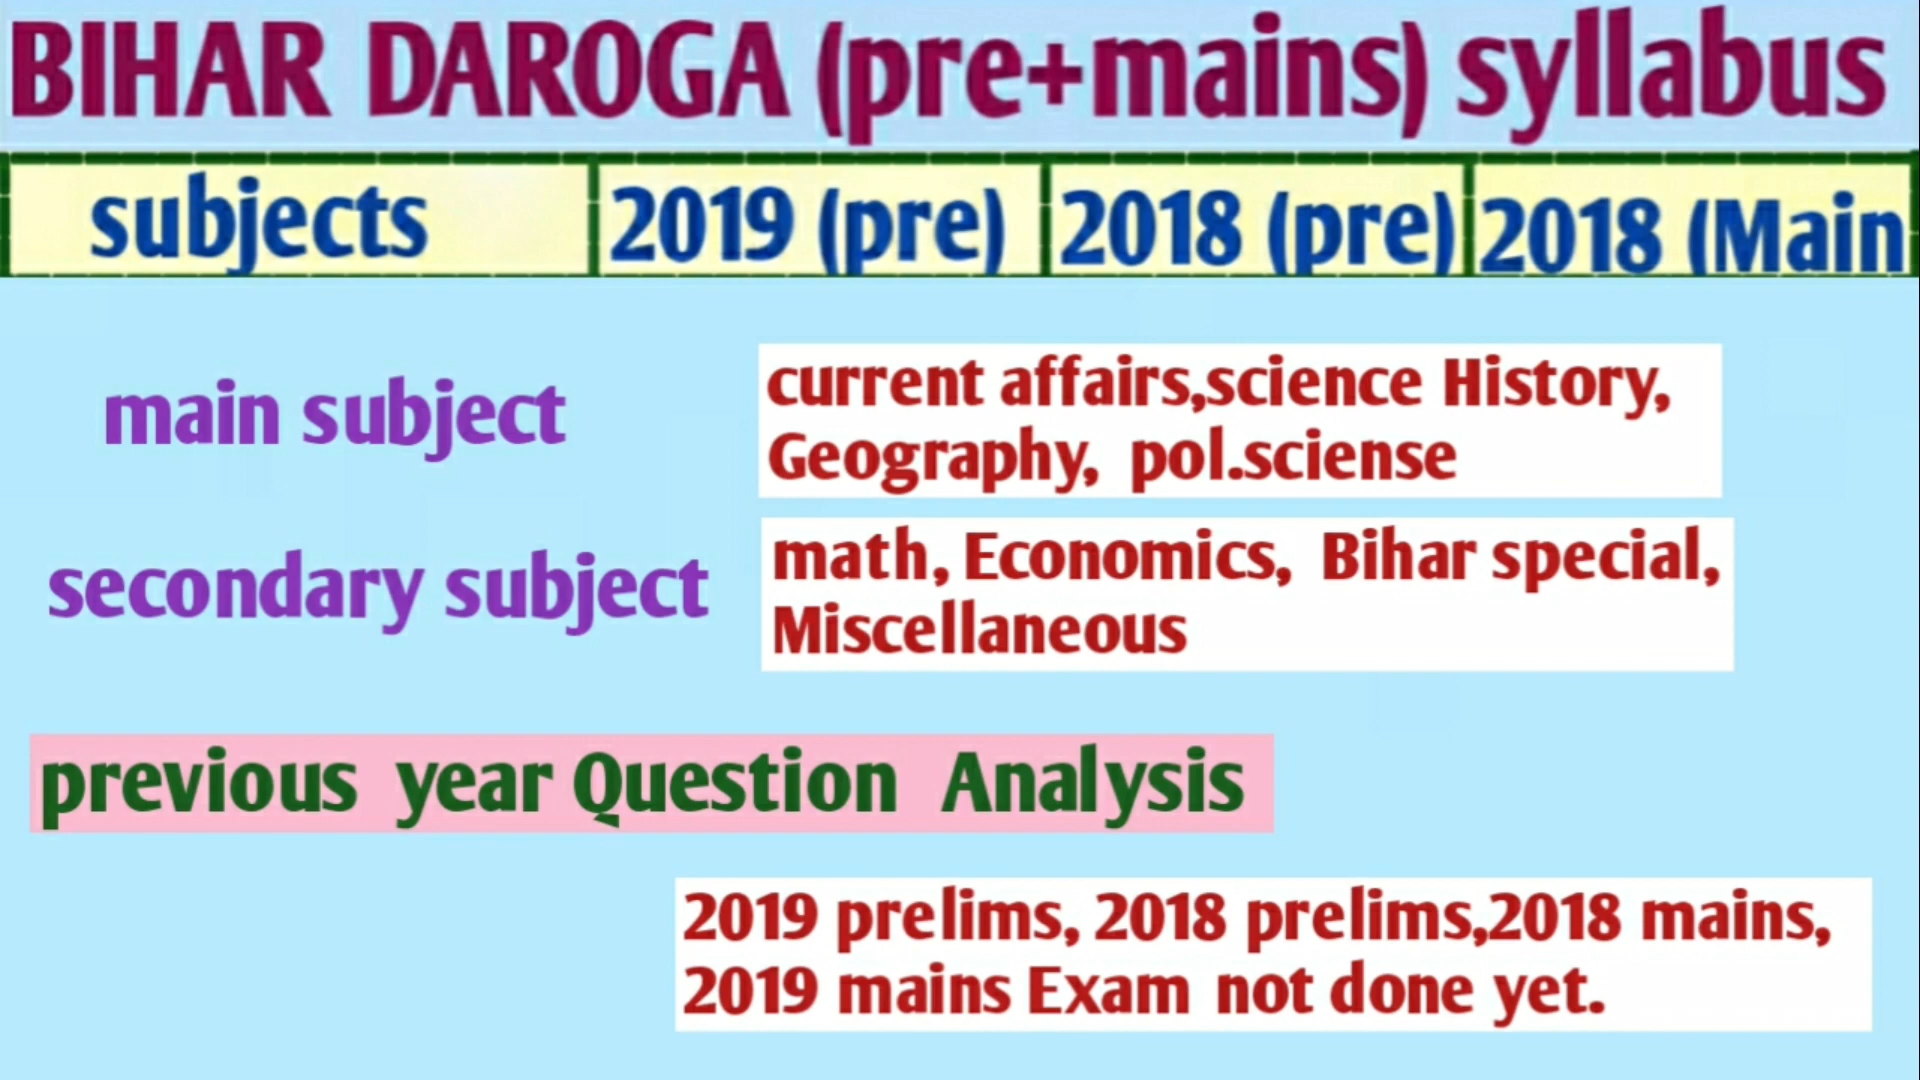 BIHAR DAROGA (pre+mains) syllabus
subjects 2019 (pre) 2018 (pre) 2018 (Main
main subject
current affairs,science History,
Geography, pol.sciense
secondary subject
math, Economics, Bihar special,
Miscellaneous
previous year Question Analysis
2019 prelims, 2018 prelims,2018 mains,
2019 mains Exam not done yet.